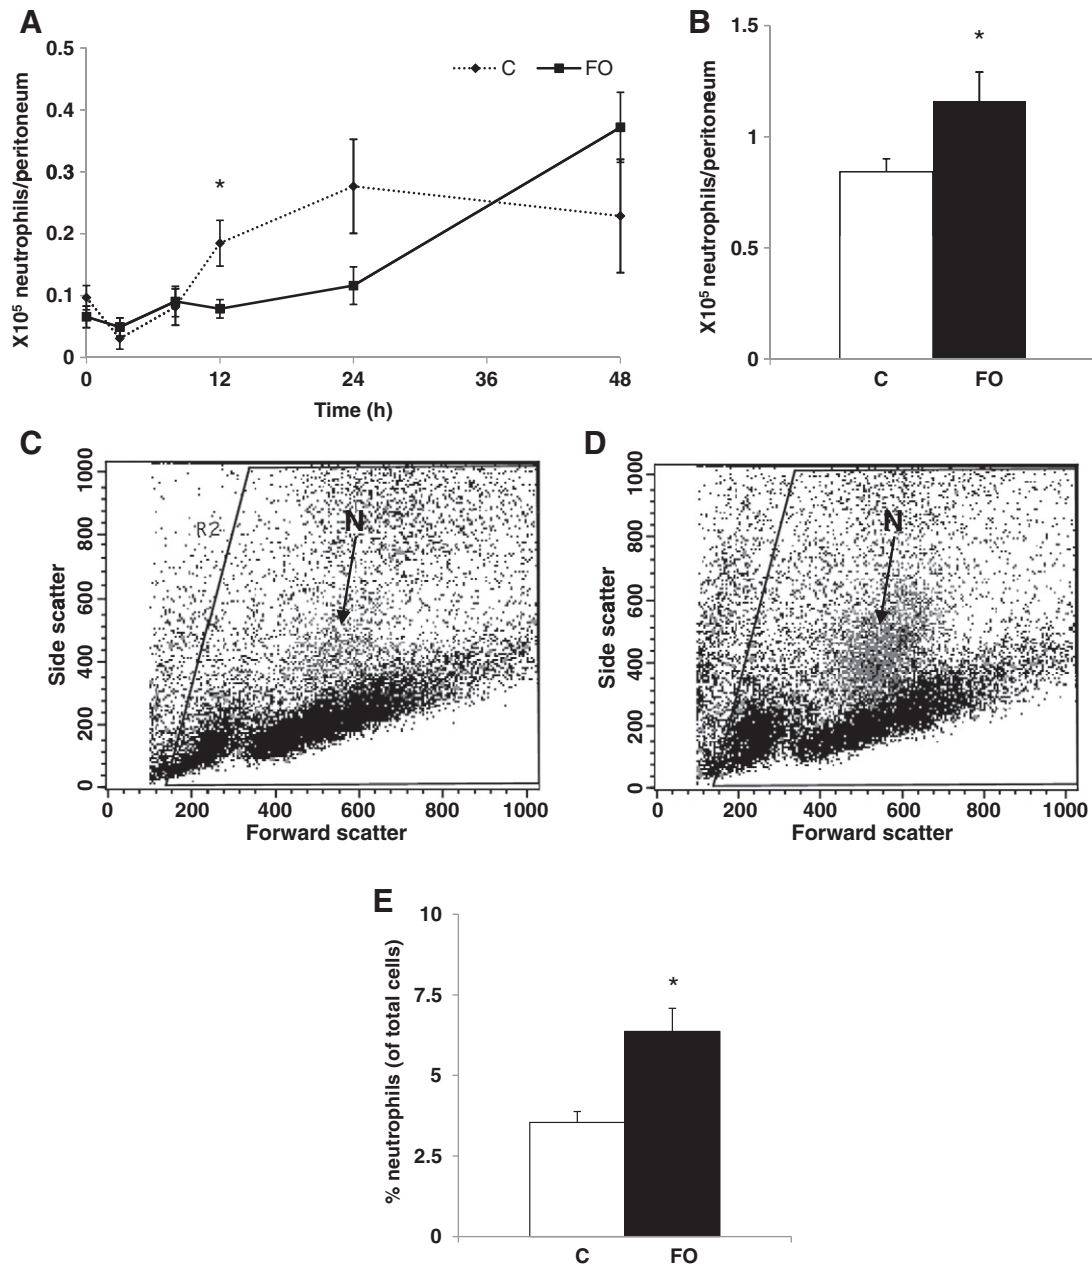 A
X10⁵ neutrophils/peritoneum
0.5
0.4
0.3
0.2
0.1
0
C
FO
*
0 12 24 36 48
Time (h)
B
X10⁵ neutrophils/peritoneum
1.5
1
0.5
0
*
C FO
C
Side scatter
1000
800
600
400
200
0
R2
N
0 200 400 600 800 1000
Forward scatter
D
Side scatter
1000
800
600
400
200
0
N
0 200 400 600 800 1000
Forward scatter
E
% neutrophils (of total cells)
10
7.5
5
2.5
0
*
C FO